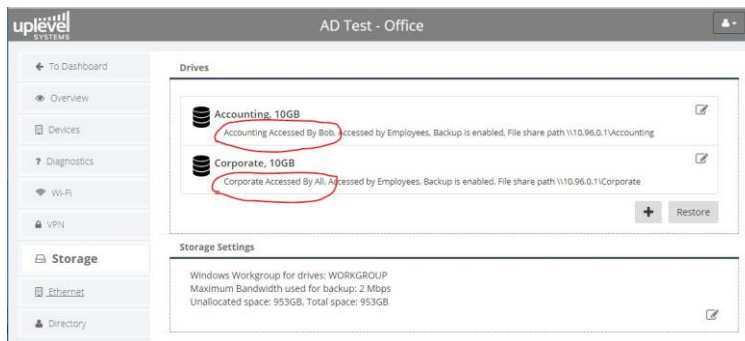 uplevel
SYSTEMS
AD Test - Office
To Dashboard
Overview
Devices
Diagnostics
Wi-Fi
VPN
Storage
Ethernet
Directory
Drives
Accounting, 10GB
Accounting Accessed By Bob, Accessed by Employees, Backup is enabled, File share path \\10.96.0.1\Accounting
Corporate, 10GB
Corporate Accessed By All, Accessed by Employees, Backup is enabled, File share path \\10.96.0.1\Corporate
Restore
Storage Settings
Windows Workgroup for drives: WORKGROUP
Maximum Bandwidth used for backup: 2 Mbps
Unallocated space: 953GB, Total space: 953GB